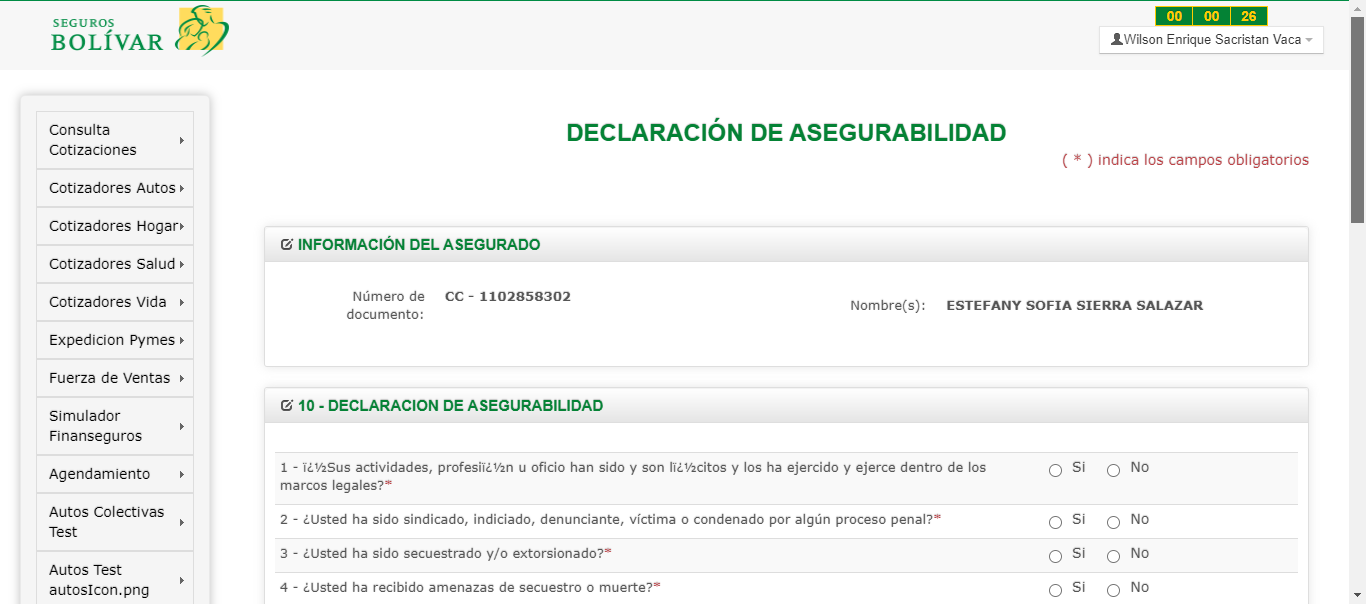 SEGUROS
BOLÍVAR
00 00 26
Wilson Enrique Sacristan Vaca
Consulta
Cotizaciones
Cotizadores Autos
Cotizadores Hogar
Cotizadores Salud
Cotizadores Vida
Expedicion Pymes
Fuerza de Ventas
Simulador
Finanseguros
Agendamiento
Autos Colectivas
Test
Autos Test
autosIcon.png
DECLARACIÓN DE ASEGURABILIDAD
( * ) indica los campos obligatorios
INFORMACIÓN DEL ASEGURADO
Número de
documento:
CC - 1102858302
Nombre(s): ESTEFANY SOFIA SIERRA SALAZAR
10 - DECLARACION DE ASEGURABILIDAD
1 - ï¿½Sus actividades, profesiï¿½n u oficio han sido y son lï¿½citos y los ha ejercido y ejerce dentro de los
marcos legales?*
Si No
2 - ¿Usted ha sido sindicado, indiciado, denunciante, víctima o condenado por algún proceso penal?* Si No
3 - ¿Usted ha sido secuestrado y/o extorsionado?* Si No
4 - ¿Usted ha recibido amenazas de secuestro o muerte?* Si No